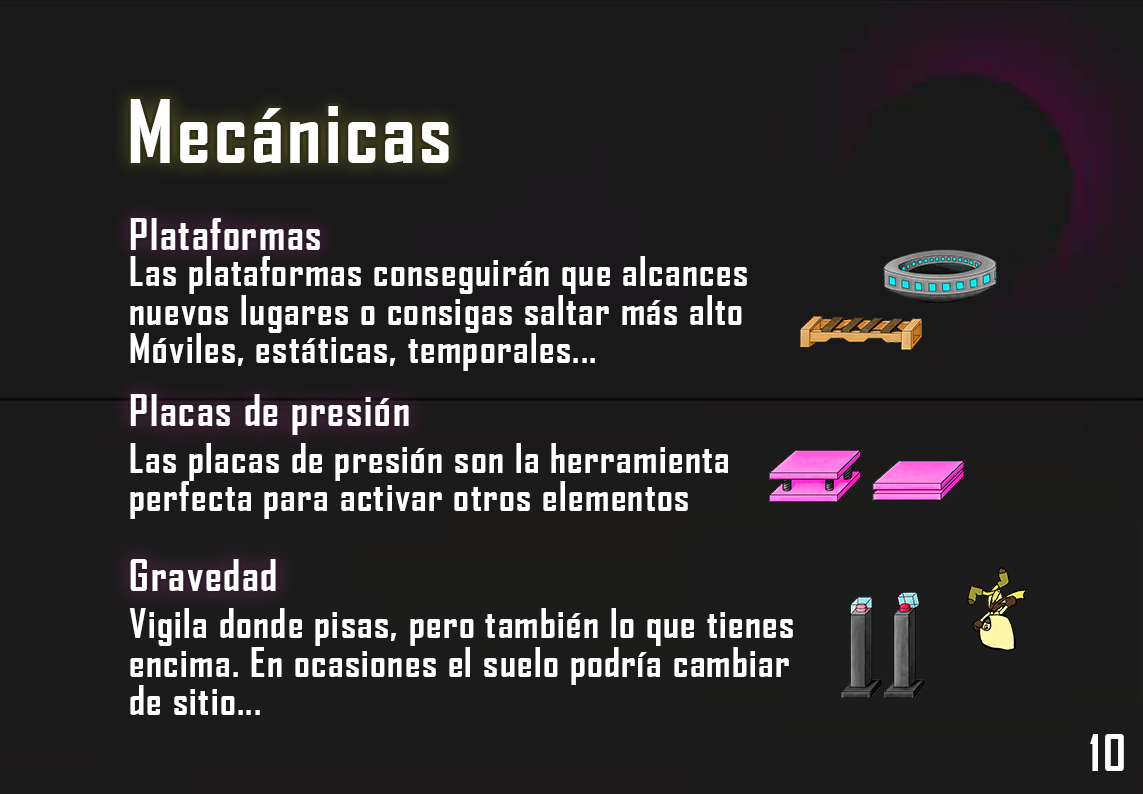 Mecánicas
Plataformas
Las plataformas conseguirán que alcances
nuevos lugares o consigas saltar más alto
Móviles, estáticas, temporales...
Placas de presión
Las placas de presión son la herramienta
perfecta para activar otros elementos
Gravedad
Vigila donde pisas, pero también lo que tienes
encima. En ocasiones el suelo podría cambiar
de sitio...
10